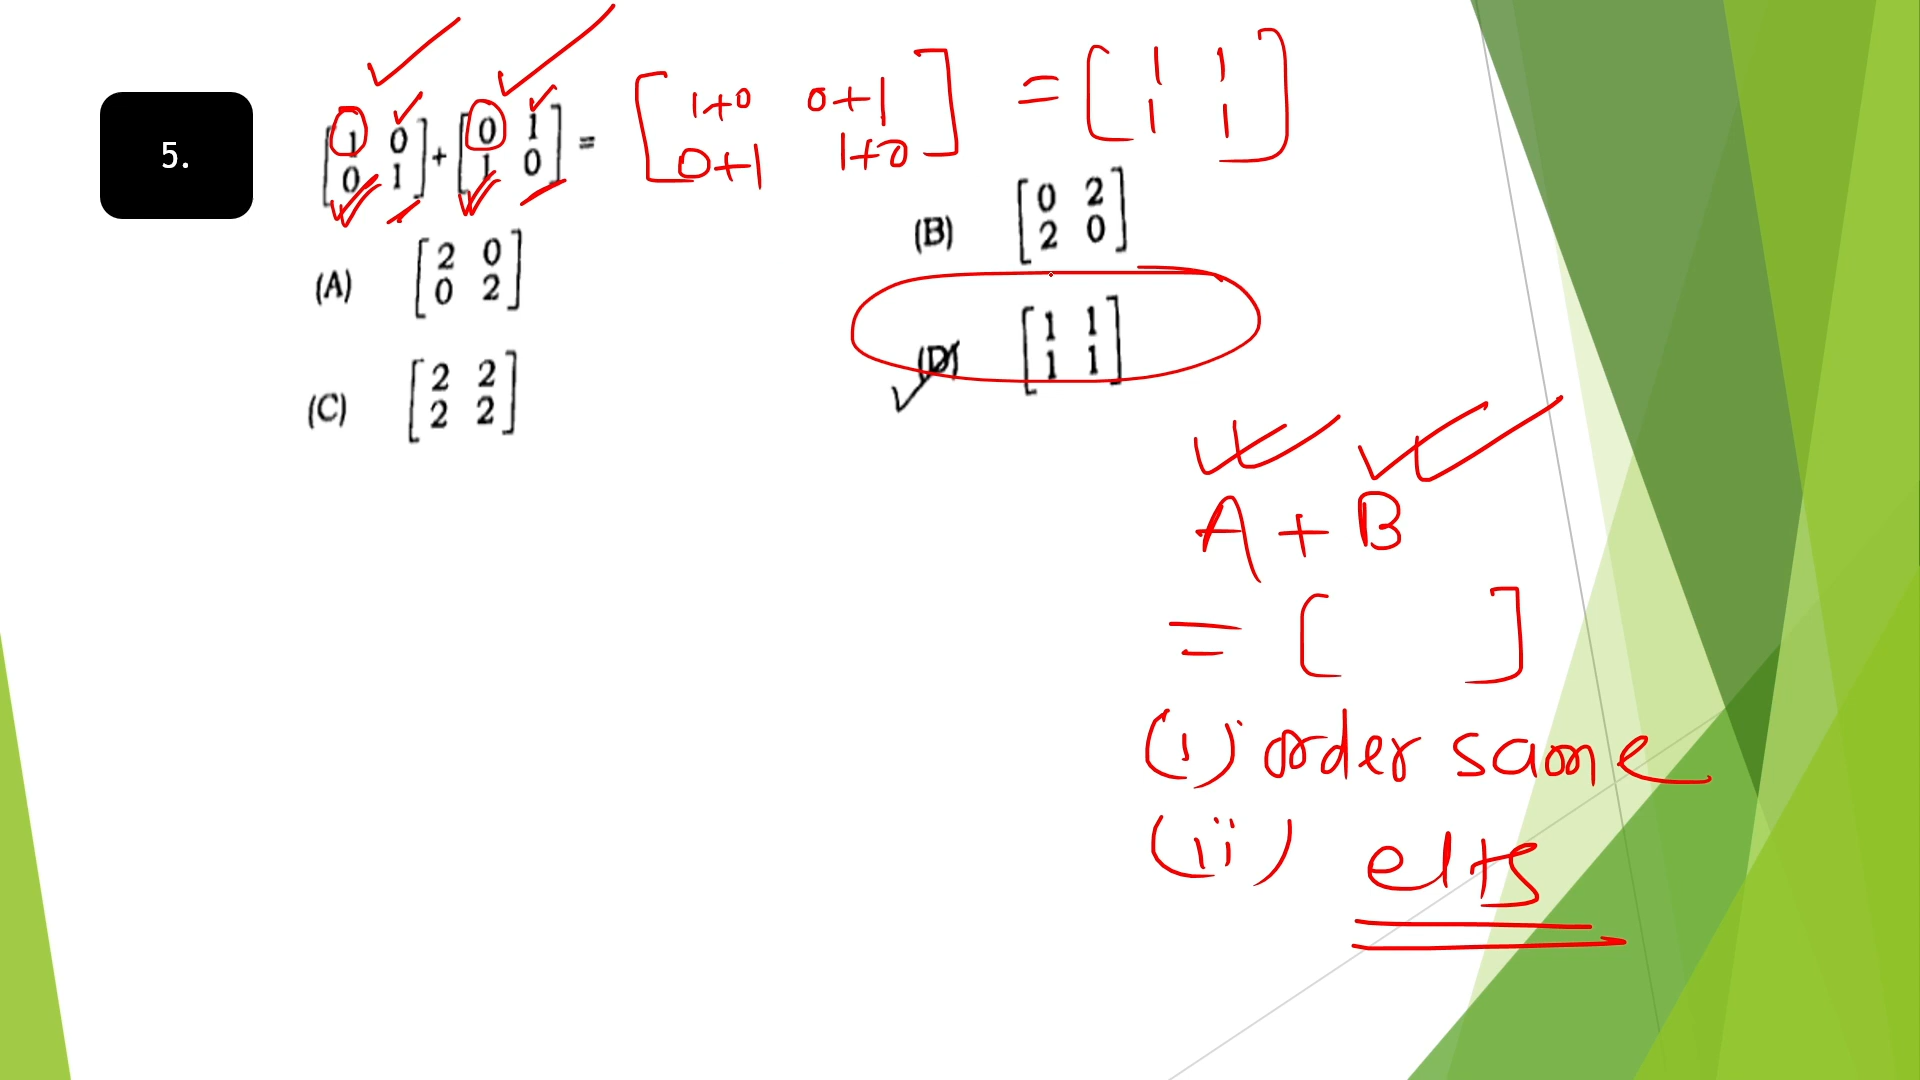 5.
[1 0] + [0 1] = [1+0 0+1] = [1 1]
[0 1] [1 0] [0+1 1+0] [1 1]
(A) [2 0] (B) [0 2]
[0 2] [2 0]
(C) [2 2] (D) [1 1]
[2 2] [1 1]
A + B
= [ ]
(i) order same
(ii) elts